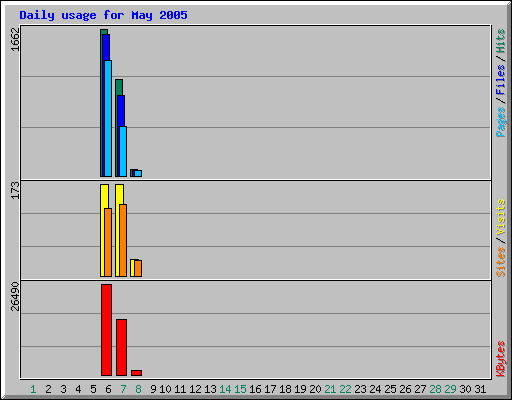 Daily usage for May 2005
1662
Pages / Files / Hits
173
Sites / Visits
26490
KBytes
1 2 3 4 5 6 7 8 9 10 11 12 13 14 15 16 17 18 19 20 21 22 23 24 25 26 27 28 29 30 31